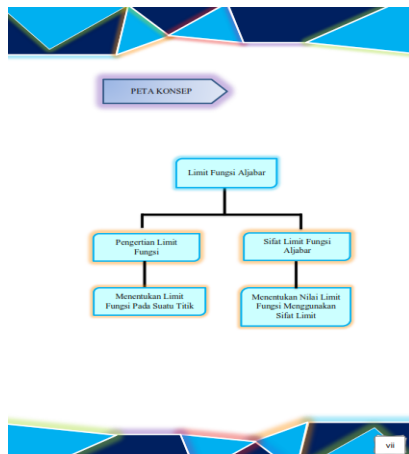 PETA KONSEP
Limit Fungsi Aljabar
Pengertian Limit
Fungsi
Sifat Limit Fungsi
Aljabar
Menentukan Limit
Fungsi Pada Suatu Titik
Menentukan Nilai Limit
Fungsi Menggunakan
Sifat Limit
vii